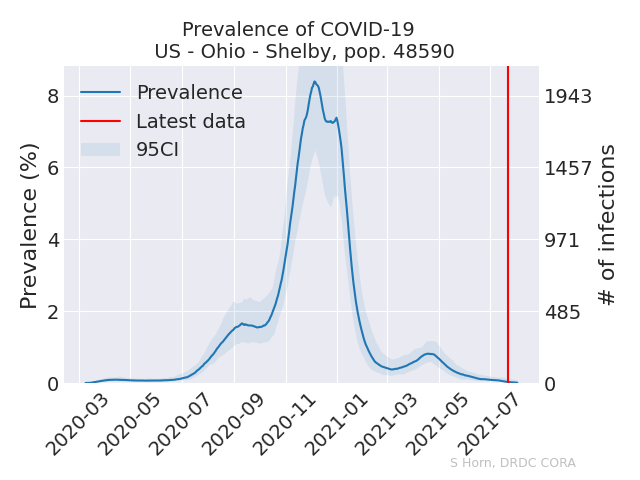 Prevalence of COVID-19
US - Ohio - Shelby, pop. 48590
Prevalence
Latest data
95CI
Prevalence (%)
8
6
4
2
0
# of infections
1943
1457
971
485
0
2020-03
2020-05
2020-07
2020-09
2020-11
2021-01
2021-03
2021-05
2021-07
S Horn, DRDC CORA